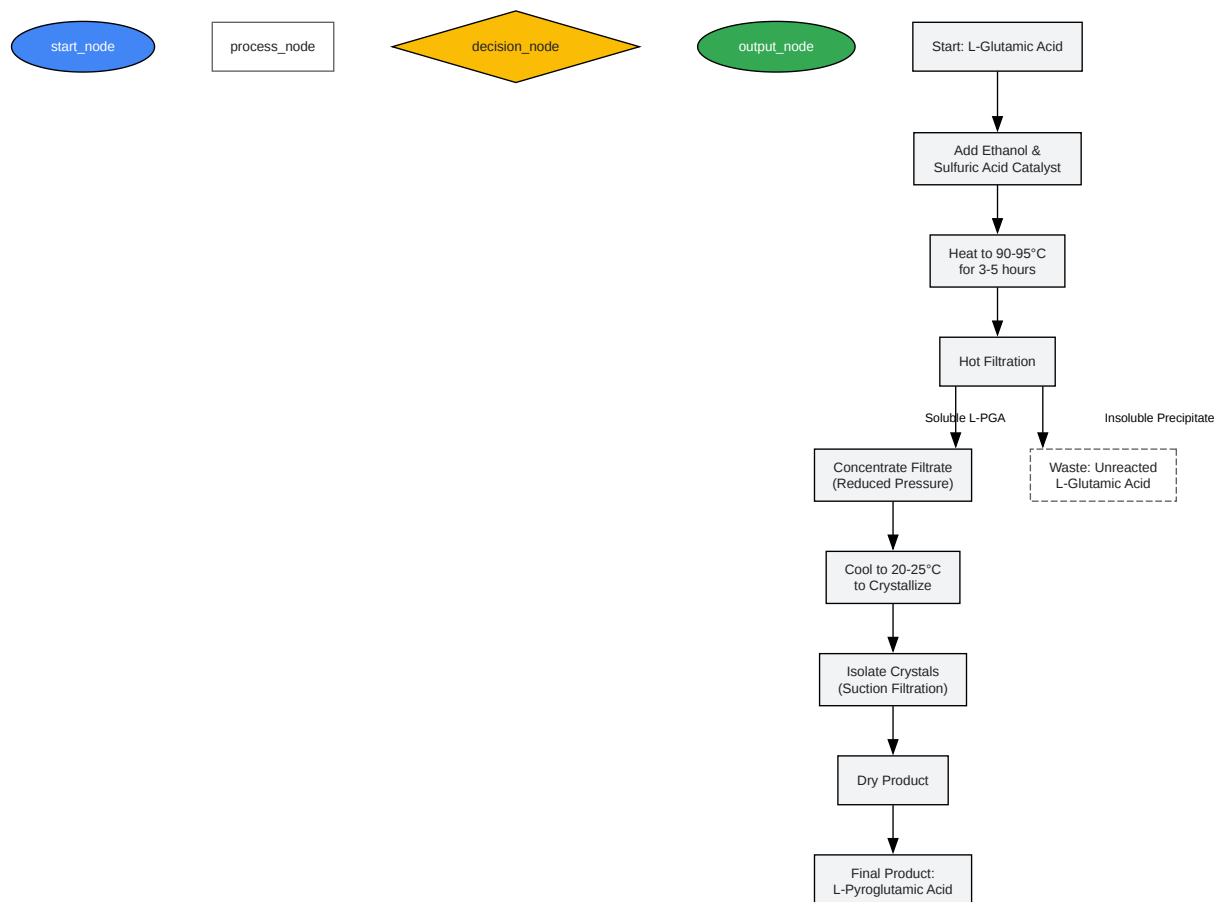 start_node
process_node
decision_node
output_node
Start: L-Glutamic Acid
Add Ethanol &
Sulfuric Acid Catalyst
Heat to 90-95°C
for 3-5 hours
Hot Filtration
Soluble L-PGA
Insoluble Precipitate
Concentrate Filtrate
(Reduced Pressure)
Waste: Unreacted
L-Glutamic Acid
Cool to 20-25°C
to Crystallize
Isolate Crystals
(Suction Filtration)
Dry Product
Final Product:
L-Pyroglutamic Acid